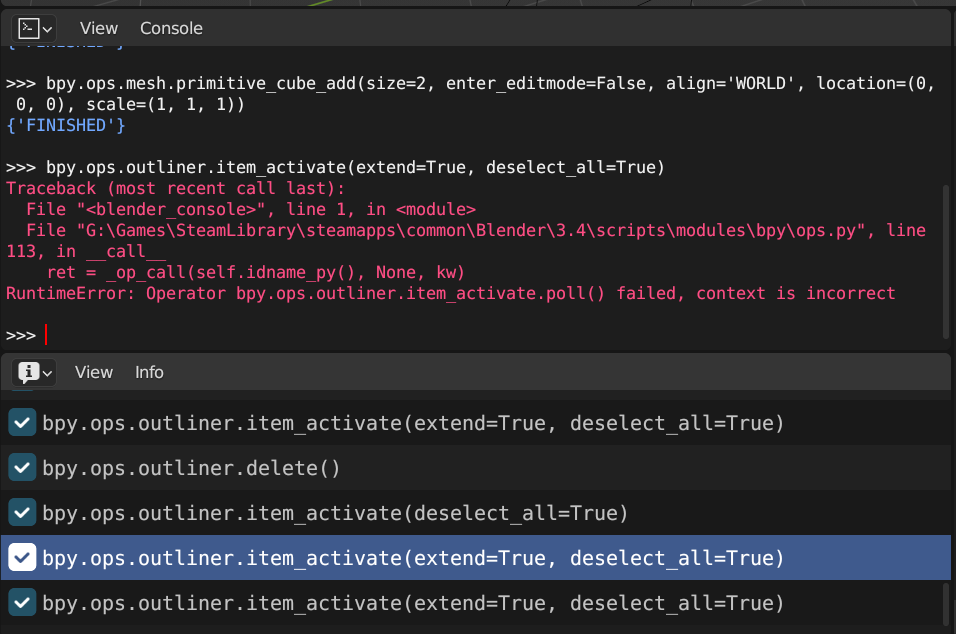 View Console
{'FINISHED'}
>>> bpy.ops.mesh.primitive_cube_add(size=2, enter_editmode=False, align='WORLD', location=(0,
 0, 0), scale=(1, 1, 1))
{'FINISHED'}
>>> bpy.ops.outliner.item_activate(extend=True, deselect_all=True)
Traceback (most recent call last):
  File "<blender_console>", line 1, in <module>
  File "G:\Games\SteamLibrary\steamapps\common\Blender\3.4\scripts\modules\bpy\ops.py", line
113, in __call__
    ret = _op_call(self.idname_py(), None, kw)
RuntimeError: Operator bpy.ops.outliner.item_activate.poll() failed, context is incorrect
>>>
View Info
bpy.ops.outliner.item_activate(extend=True, deselect_all=True)
bpy.ops.outliner.delete()
bpy.ops.outliner.item_activate(deselect_all=True)
bpy.ops.outliner.item_activate(extend=True, deselect_all=True)
bpy.ops.outliner.item_activate(extend=True, deselect_all=True)